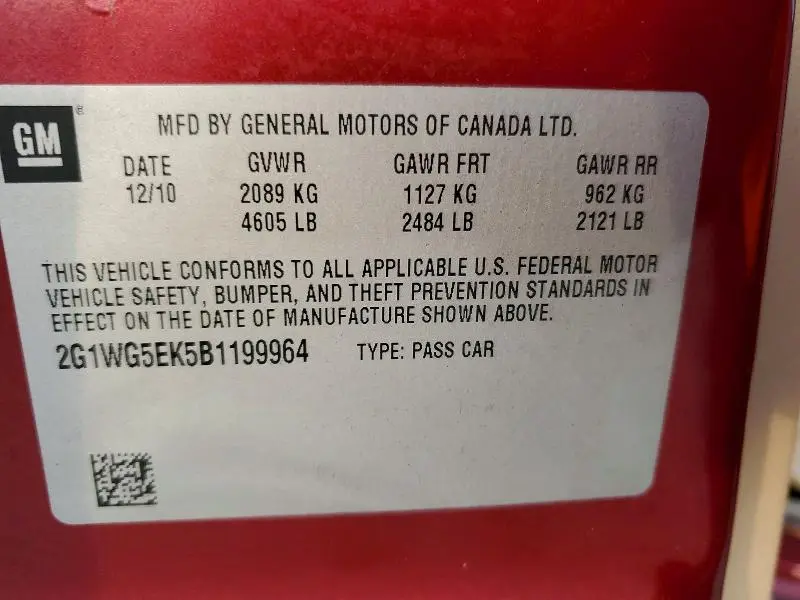 GM ®
MFD BY GENERAL MOTORS OF CANADA LTD.
DATE GVWR GAWR FRT GAWR RR
12/10 2089 KG 1127 KG 962 KG
4605 LB 2484 LB 2121 LB
THIS VEHICLE CONFORMS TO ALL APPLICABLE U.S. FEDERAL MOTOR
VEHICLE SAFETY, BUMPER, AND THEFT PREVENTION STANDARDS IN
EFFECT ON THE DATE OF MANUFACTURE SHOWN ABOVE.
2G1WG5EK5B1199964 TYPE: PASS CAR